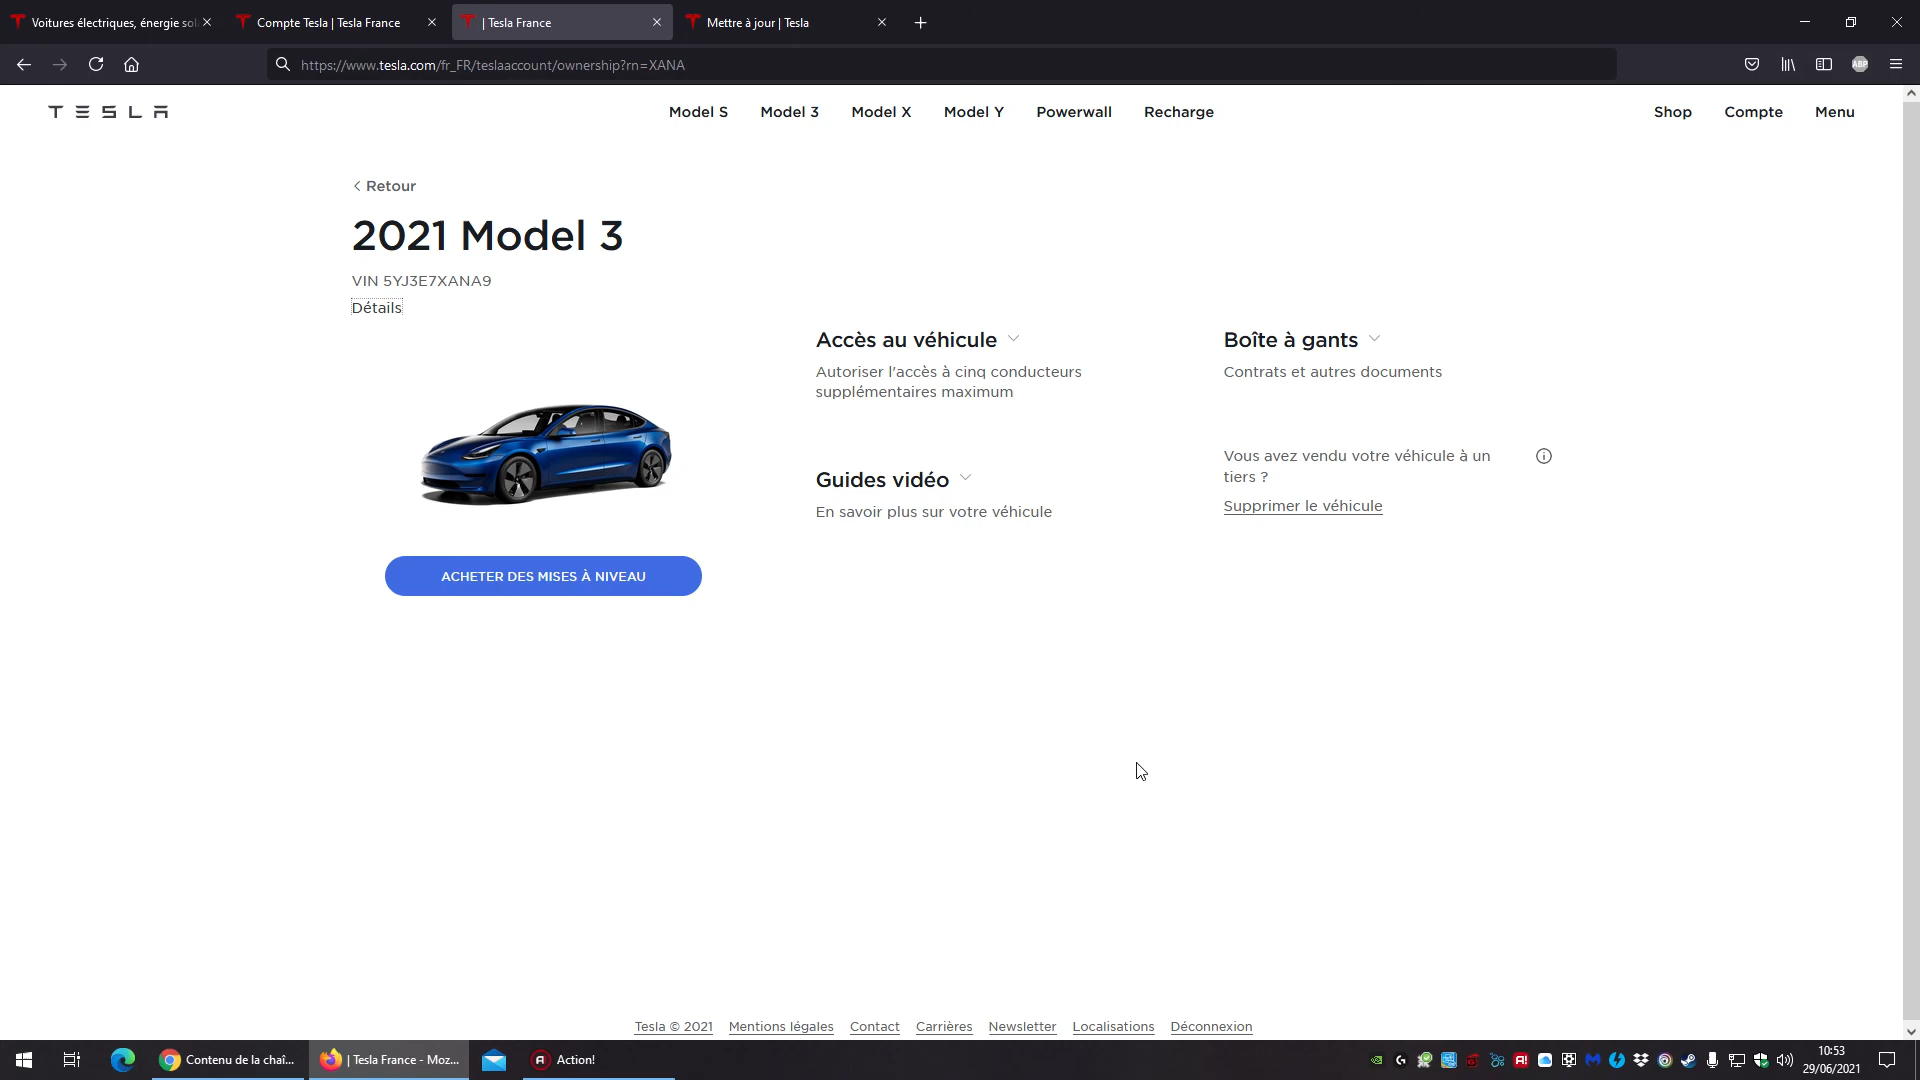 Voitures électriques, énergie sol
Compte Tesla | Tesla France
| Tesla France
Mettre à jour | Tesla
https://www.tesla.com/fr_FR/teslaaccount/ownership?rn=XANA
ABP
TESLA
Model S
Model 3
Model X
Model Y
Powerwall
Recharge
Shop
Compte
Menu
Retour
2021 Model 3
VIN 5YJ3E7XANA9
Détails
Accès au véhicule
Autoriser l'accès à cinq conducteurs
supplémentaires maximum
Guides vidéo
En savoir plus sur votre véhicule
Boîte à gants
Contrats et autres documents
Vous avez vendu votre véhicule à un
tiers ?
Supprimer le véhicule
ACHETER DES MISES À NIVEAU
Tesla © 2021
Mentions légales
Contact
Carrières
Newsletter
Localisations
Déconnexion
Contenu de la chaî...
| Tesla France - Moz...
Action!
10:53
29/06/2021